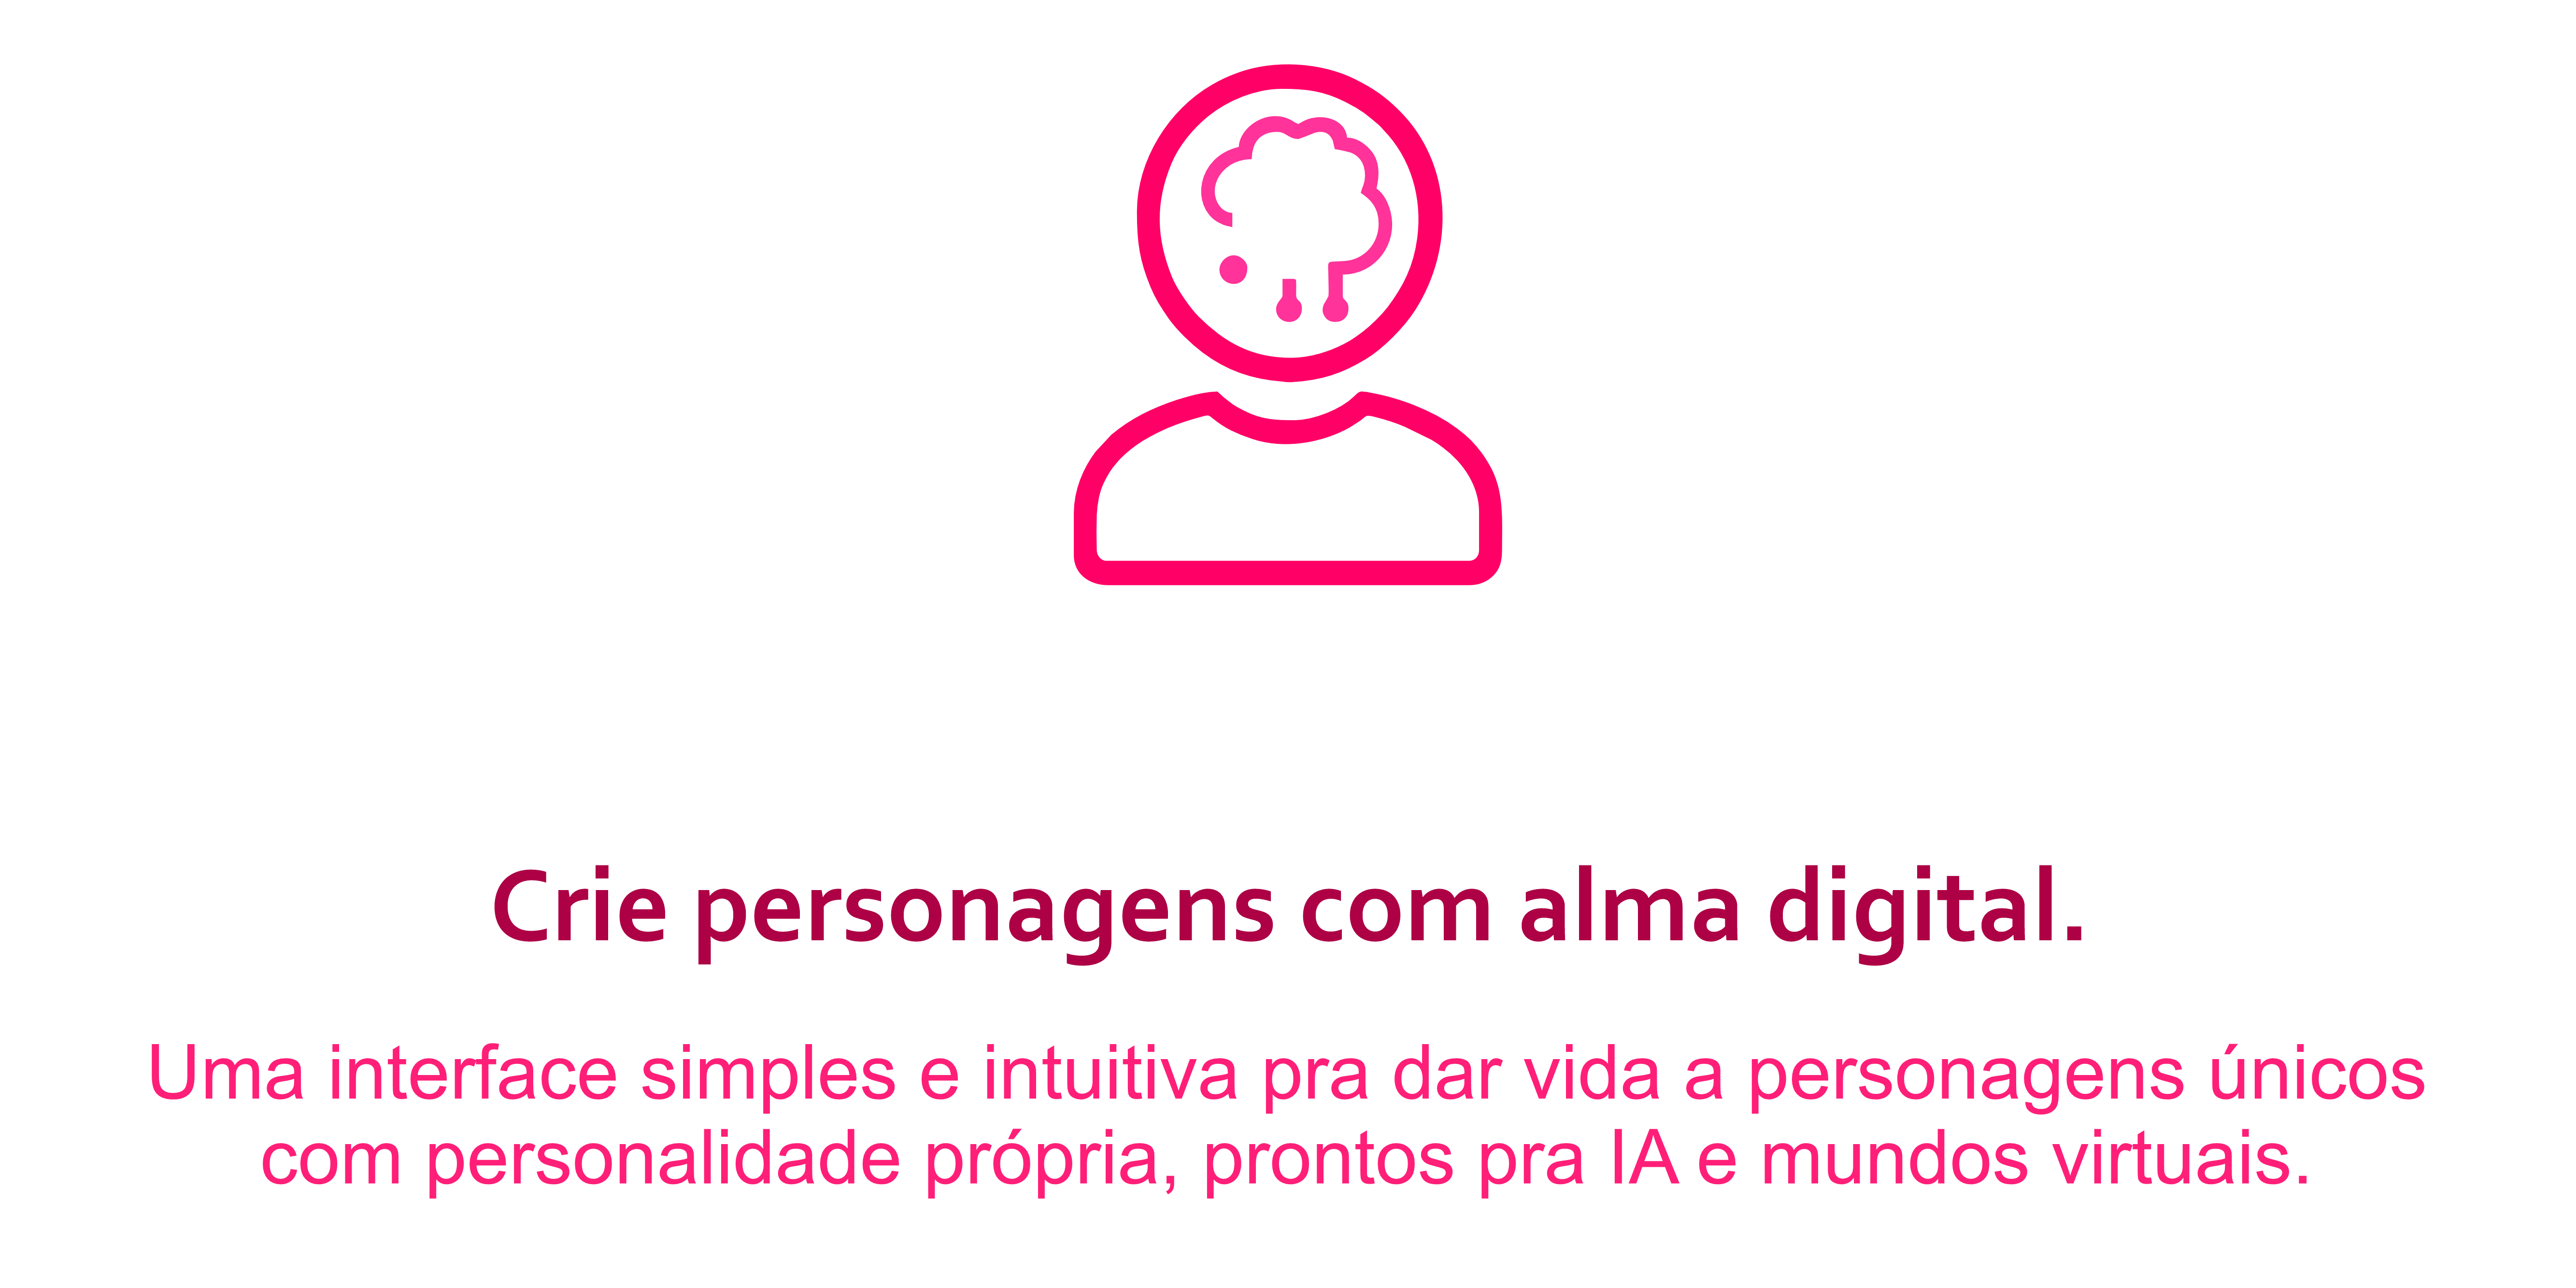 Crie personagens com alma digital.
Uma interface simples e intuitiva pra dar vida a personagens únicos
com personalidade própria, prontos pra IA e mundos virtuais.